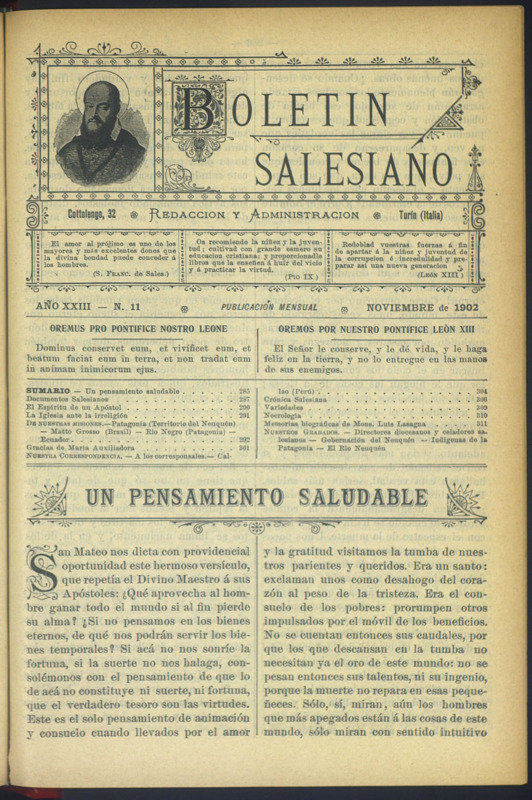 BOLETIN
SALESIANO
Cottolengo, 32 REDACCION Y ADMINISTRACION Turin (Italia)
El amor al prójimo es uno de los
mayores y más excelentes dones que
la divina bondad puede conceder á
los hombres.
(S. FRANC. de Sales.)
Os recomiendo la niñez y la juven-
tud; cultivad con grande esmero su
educacion cristiana; y proporcionadle
libros que la enseñen á huir del vicio
y á practicar la virtud.
(PIO IX)
Redoblad vuestras fuerzas á fin
de apartar á la niñez y juventud de
la corrupcion é incredulidad y pre-
parar asi una nueva generacion
(LEÓN XIII)
AÑO XXIII — N. 11 PUBLICACIÓN MENSUAL NOVIEMBRE de 1902
OREMUS PRO PONTIFICE NOSTRO LEONE
Dominus conservet eum, et vivificet eum, et
beatum faciat eum in terra, et non tradat eum
in animam inimicorum ejus.
OREMOS POR NUESTRO PONTIFICE LEÒN XIII
El Señor le conserve, y le dé vida, y le haga
feliz en la tierra, y no lo entregue en las manos
de sus enemigos.
SUMARIO — Un pensamiento saludable 285
Documentos Salesianos 287
El Espíritu de un Apóstol 290
La Iglesia ante la irreligión 291
DE NUESTRAS MISIONES.—Patagonia (Territorio del Neuquén)
— Matto Grosso (Brasil) — Rio Negro (Patagonia) —
Ecuador 292
Gracias de María Auxiliadora 301
NUESTRA CORRESPONDENCIA. — A los corresponsales.— Cal-
lao (Perú) 304
Crónica Salesiana 306
Variedades 309
Necrología 310
Memorias biográficas de Mons. Luis Lasagna 311
NUESTROS GRABADOS. — Directores diocesanos y celadores sa-
lesianos — Gobernación del Neuquén — Indígenas de la
Patagonia — El Río Neuquén
UN PENSAMIENTO SALUDABLE
San Mateo nos dicta con providencial
oportunidad este hermoso versículo,
que repetía el Divino Maestro á sus
Apóstoles: ¿Qué aprovecha al hom-
bre ganar todo el mundo si al fin pierde
su alma? ¿Si no pensamos en los bienes
eternos, de qué nos podrán servir los bie-
nes temporales? Si acá no nos sonríe la
fortuna, si la suerte no nos halaga, con-
solémonos con el pensamiento de que lo
de acá no constituye ni suerte, ni fortuna,
que el verdadero tesoro son las virtudes.
Este es el solo pensamiento de animación
y consuelo cuando llevados por el amor
y la gratitud visitamos la tumba de nues-
tros parientes y queridos. Era un santo:
exclaman unos como desahogo del cora-
zón al peso de la tristeza. Era el con-
suelo de los pobres: prorumpen otros
impulsados por el móvil de los beneficios.
No se cuentan entonces sus caudales, por
que los que descansan en la tumba no
necesitan ya el oro de este mundo: no se
pesan entonces sus talentos, ni su ingenio,
porque la muerte no repara en esas peque-
ñeces. Sólo, sí, miran, aún los hombres
que más apegados están á las cosas de este
mundo, sólo miran con sentido intuitivo